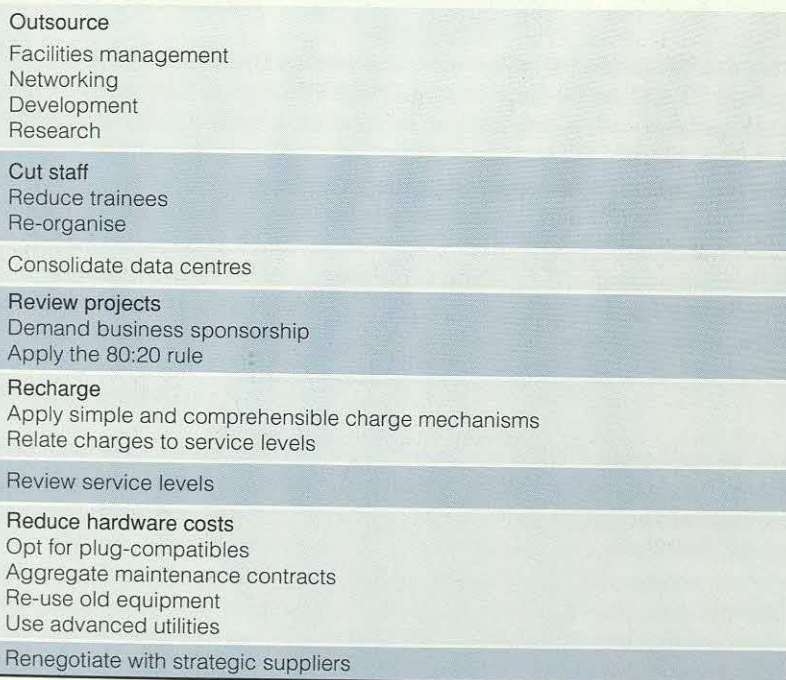 Outsource
Facilities management
Networking
Development
Research
Cut staff
Reduce trainees
Re-organise
Consolidate data centres
Review projects
Demand business sponsorship
Apply the 80:20 rule
Recharge
Apply simple and comprehensible charge mechanisms
Relate charges to service levels
Review service levels
Reduce hardware costs
Opt for plug-compatibles
Aggregate maintenance contracts
Re-use old equipment
Use advanced utilities
Renegotiate with strategic suppliers